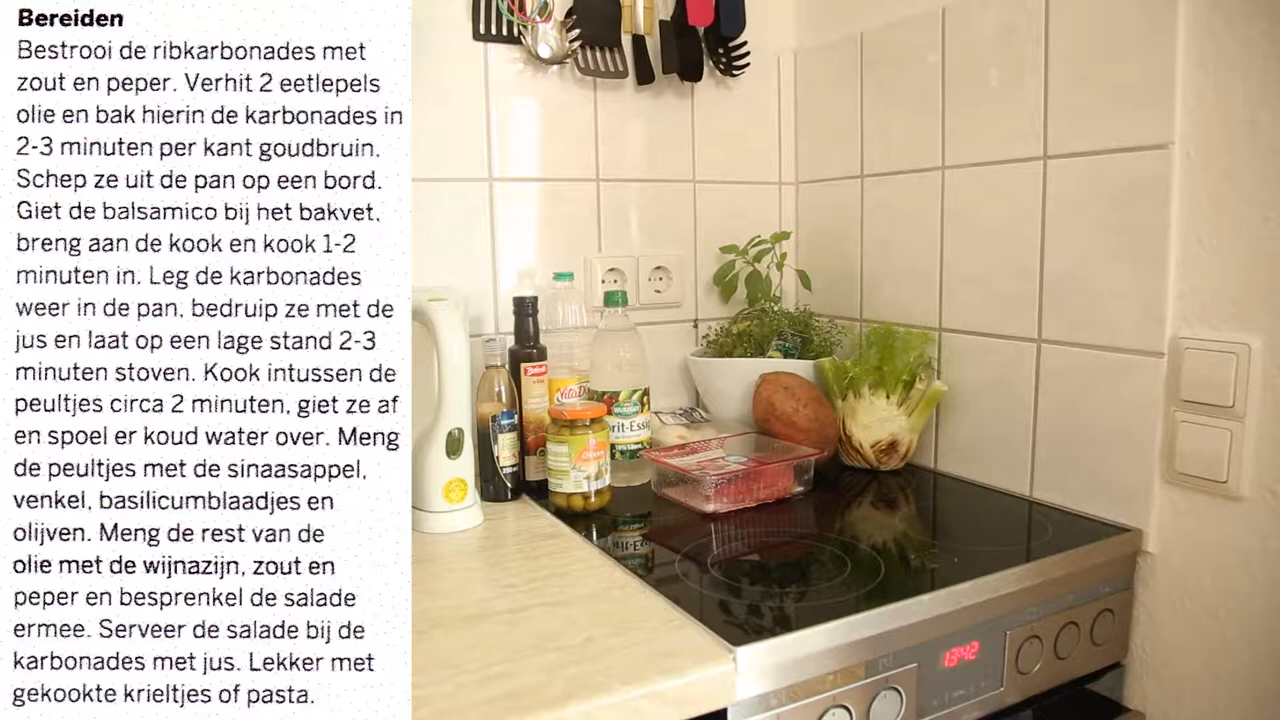 Bereiden
Bestrooi de ribkarbonades met
zout en peper. Verhit 2 eetlepels
olie en bak hierin de karbonades in
2-3 minuten per kant goudbruin.
Schep ze uit de pan op een bord.
Giet de balsamico bij het bakvet,
breng aan de kook en kook 1-2
minuten in. Leg de karbonades
weer in de pan, bedruip ze met de
jus en laat op een lage stand 2-3
minuten stoven. Kook intussen de
peultjes circa 2 minuten, giet ze af
en spoel er koud water over. Meng
de peultjes met de sinaasappel,
venkel, basilicumblaadjes en
olijven. Meng de rest van de
olie met de wijnazijn, zout en
peper en besprenkel de salade
ermee. Serveer de salade bij de
karbonades met jus. Lekker met
gekookte krieltjes of pasta.
VitaD
rit-Essig
13:42